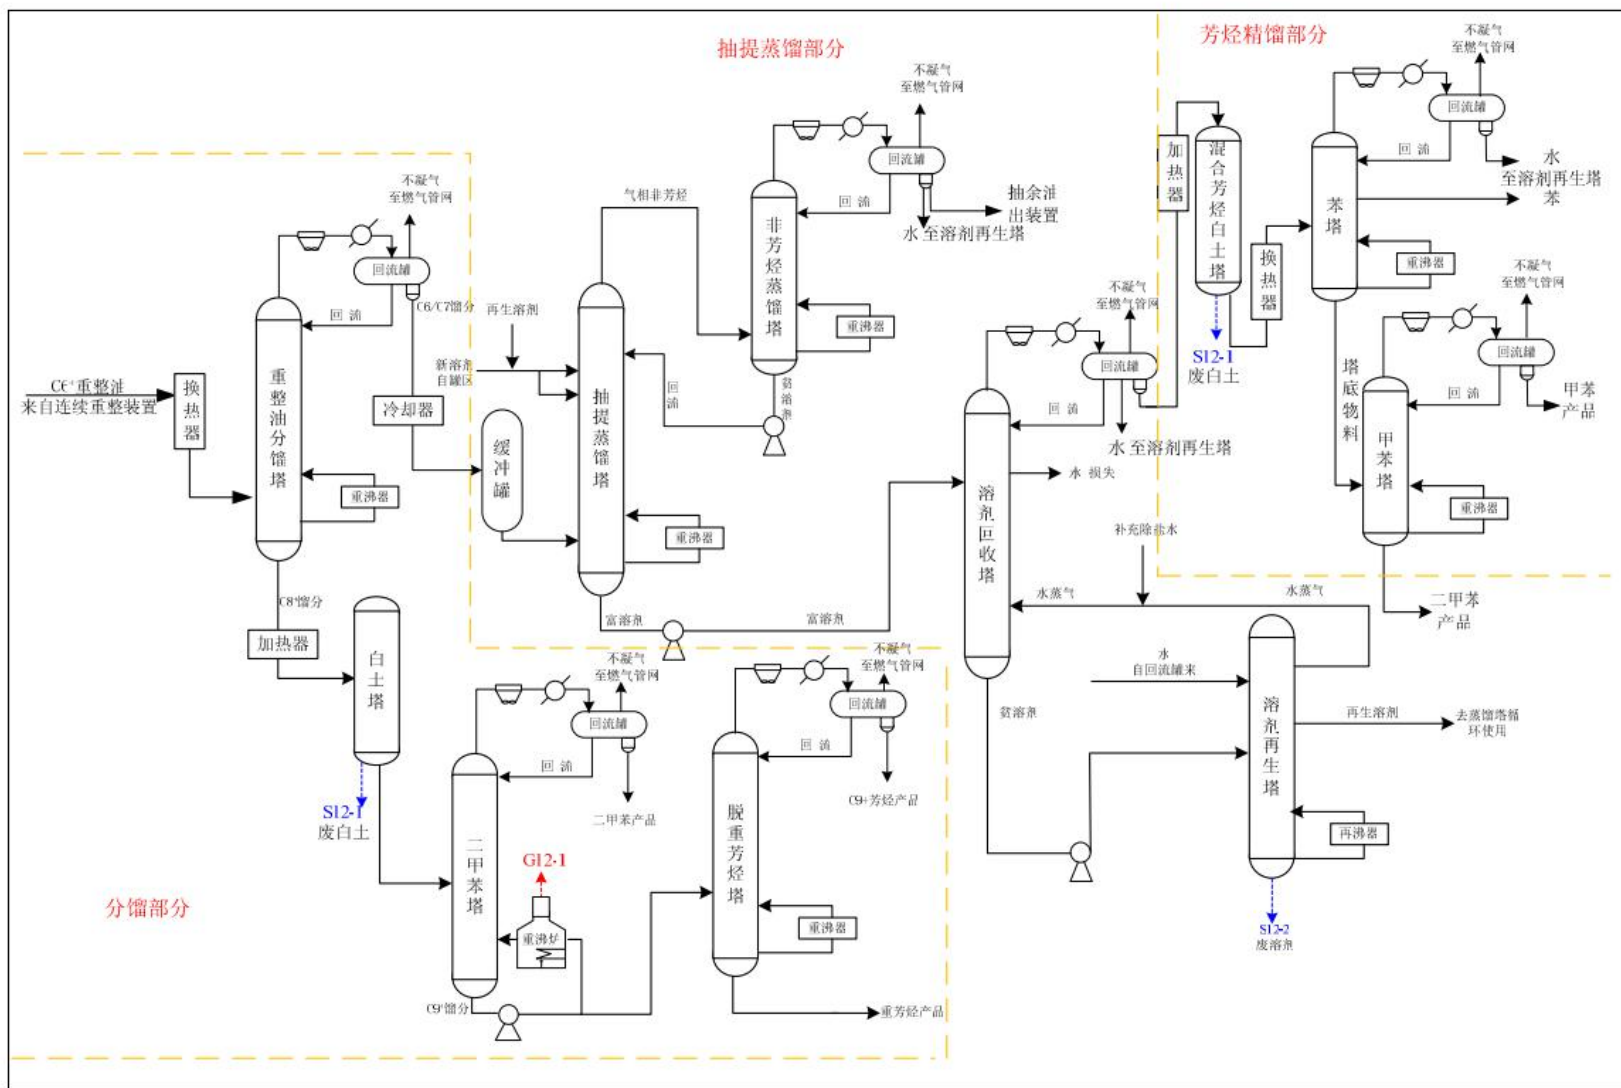 抽提蒸馏部分
芳烃精馏部分
分馏部分
C6⁺重整油
来自连续重整装置
换热器
重整油分馏塔
回流
回流罐
不凝气
至燃气管网
C6/C7馏分
冷却器
重沸器
C8⁺馏分
加热器
白土塔
S12-1
废白土
二甲苯塔
回流
回流罐
不凝气
至燃气管网
二甲苯产品
G12-1
重沸炉
C9⁺馏分
脱重芳烃塔
回流
回流罐
不凝气
至燃气管网
C9+芳烃产品
重沸器
重芳烃产品
缓冲罐
再生溶剂
新溶剂
自罐区
抽提蒸馏塔
气相非芳烃
回流
重沸器
富溶剂
富溶剂
非芳烃蒸馏塔
回流
回流罐
不凝气
至燃气管网
抽余油
出装置
水 至溶剂再生塔
重沸器
贫溶剂
溶剂回收塔
回流
回流罐
不凝气
至燃气管网
水 至溶剂再生塔
水 损失
补充除盐水
水蒸气
水蒸气
贫溶剂
水
自回流罐来
溶剂再生塔
再生溶剂
去蒸馏塔循
环使用
再沸器
S12-2
废溶剂
加热器
混合芳烃白土塔
S12-1
废白土
换热器
苯塔
回流
回流罐
不凝气
至燃气管网
水
至溶剂再生塔
苯
重沸器
塔底物料
甲苯塔
回流
回流罐
不凝气
至燃气管网
甲苯
产品
重沸器
二甲苯
产品